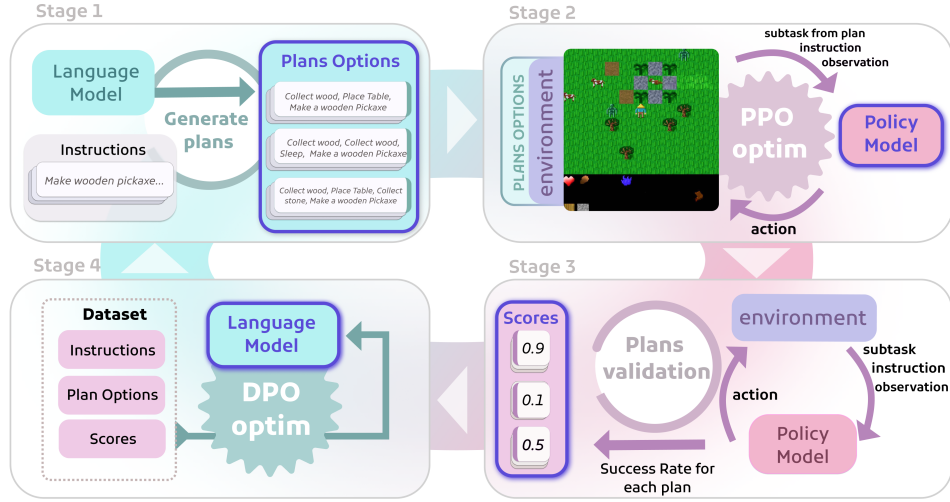 Stage 1
Language
Model
Generate
plans
Instructions
Make wooden pickaxe...
Plans Options
Collect wood, Place Table,
Make a wooden Pickaxe
Collect wood, Collect wood,
Sleep, Make a wooden Pickaxe
Collect wood, Place Table, Collect
stone, Make a wooden Pickaxe
Stage 2
PLANS OPTIONS
environment
subtask from plan
instruction
observation
PPO
optim
Policy
Model
action
Stage 4
Dataset
Instructions
Plan Options
Scores
Language
Model
DPO
optim
Stage 3
Scores
0.9
0.1
0.5
Plans
validation
Success Rate for
each plan
environment
action
subtask
instruction
observation
Policy
Model